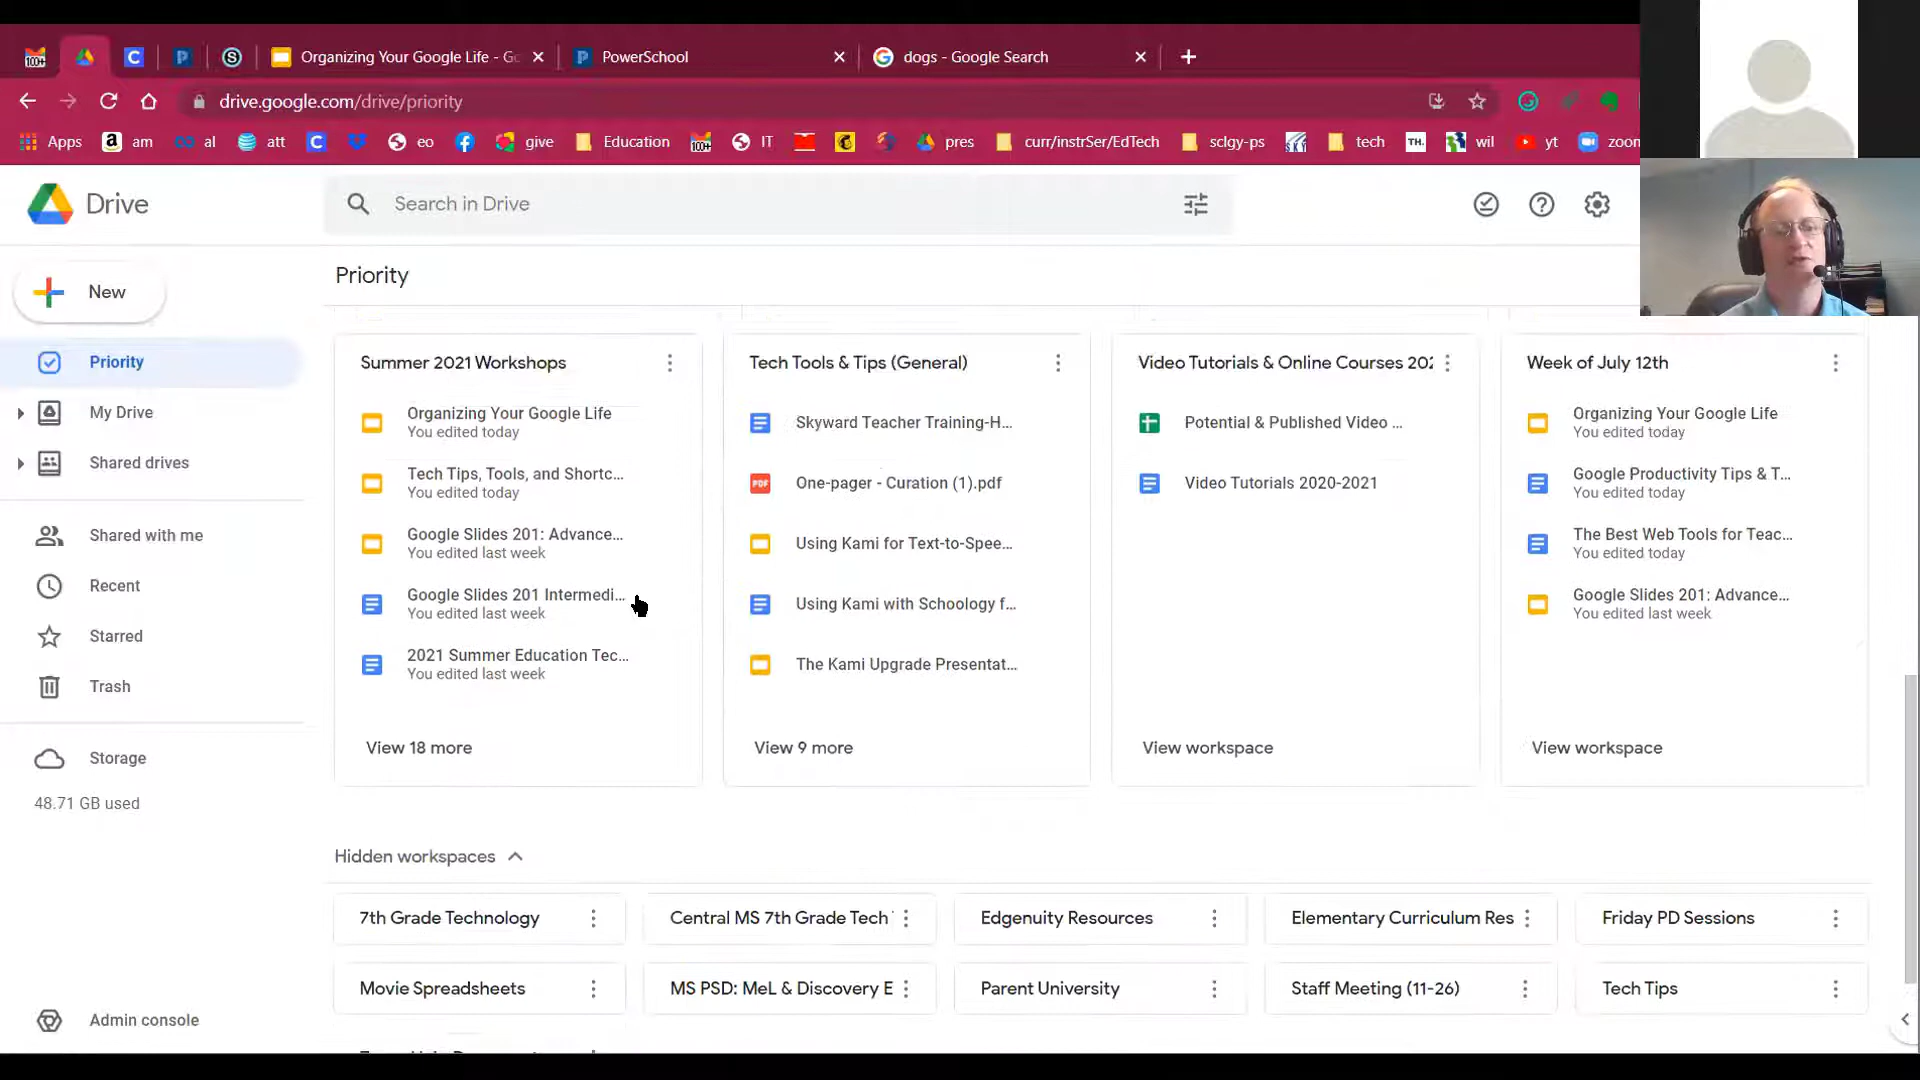 Organizing Your Google Life - Go
PowerSchool
dogs - Google Search
drive.google.com/drive/priority
Apps
am
al
att
eo
give
Education
100+
IT
pres
curr/instrSer/EdTech
sclgy-ps
tech
TH.
wil
yt
zoom
Drive
Search in Drive
New
Priority
Priority
My Drive
Shared drives
Shared with me
Recent
Starred
Trash
Storage
48.71 GB used
Admin console
Summer 2021 Workshops
Organizing Your Google Life
You edited today
Tech Tips, Tools, and Shortc...
You edited today
Google Slides 201: Advance...
You edited last week
Google Slides 201 Intermedi...
You edited last week
2021 Summer Education Tec...
You edited last week
View 18 more
Tech Tools & Tips (General)
Skyward Teacher Training-H...
PDF
One-pager - Curation (1).pdf
Using Kami for Text-to-Spee...
Using Kami with Schoology f...
The Kami Upgrade Presentat...
View 9 more
Video Tutorials & Online Courses 202
Potential & Published Video ...
Video Tutorials 2020-2021
View workspace
Week of July 12th
Organizing Your Google Life
You edited today
Google Productivity Tips & T...
You edited today
The Best Web Tools for Teac...
You edited today
Google Slides 201: Advance...
You edited last week
View workspace
Hidden workspaces
7th Grade Technology
Central MS 7th Grade Tech
Edgenuity Resources
Elementary Curriculum Res
Friday PD Sessions
Movie Spreadsheets
MS PSD: MeL & Discovery E
Parent University
Staff Meeting (11-26)
Tech Tips